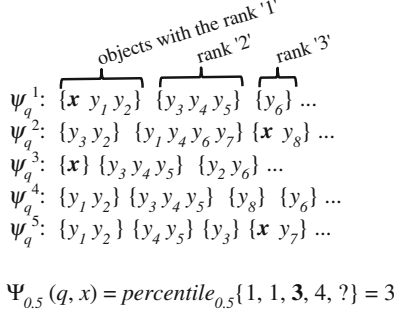 objects with the rank '1'
rank '2'
rank '3'
ψq1: {x y1 y2} {y3 y4 y5} {y6} ...
ψq2: {y3 y2} {y1 y4 y6 y7} {x y8} ...
ψq3: {x} {y3 y4 y5} {y2 y6} ...
ψq4: {y1 y2} {y3 y4 y5} {y8} {y6} ...
ψq5: {y1 y2} {y4 y5} {y3} {x y7} ...
Ψ0.5 (q, x) = percentile0.5{1, 1, 3, 4, ?} = 3